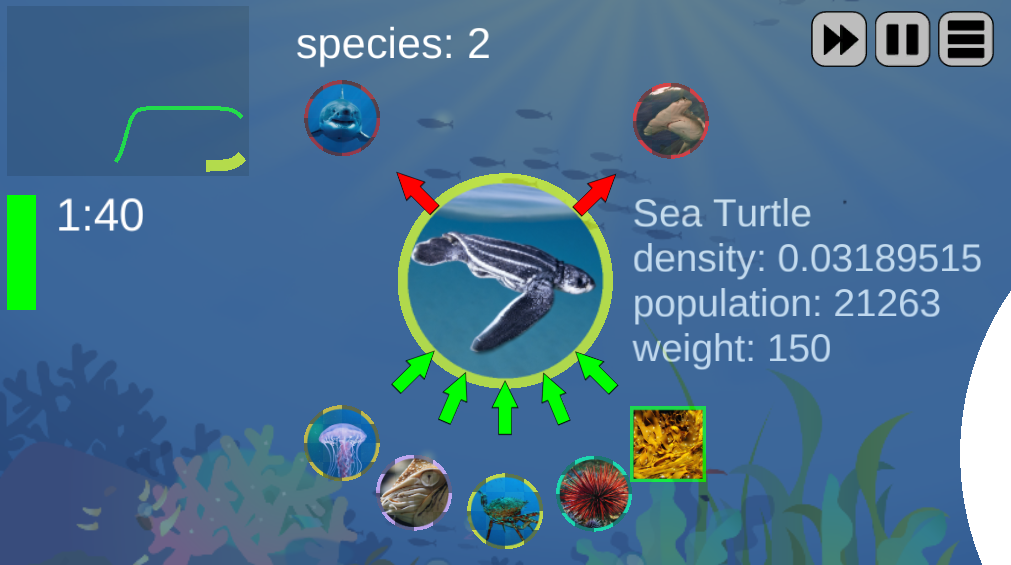 species: 2
1:40
Sea Turtle
density: 0.03189515
population: 21263
weight: 150